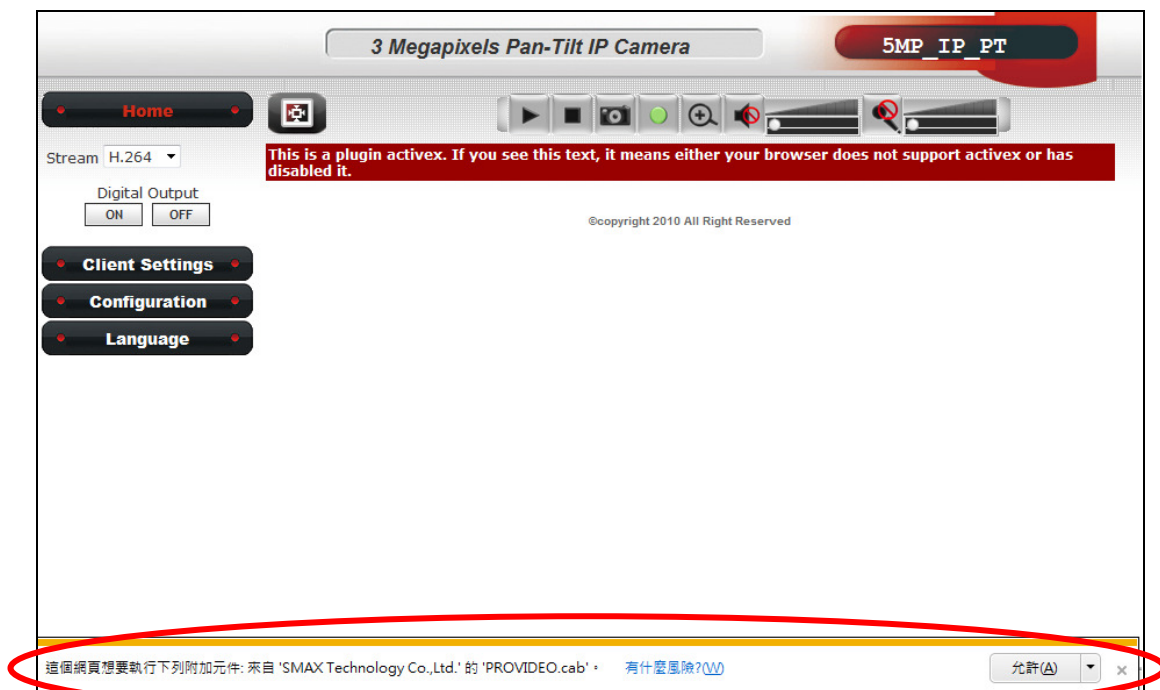 3 Megapixels Pan-Tilt IP Camera
5MP_IP_PT
Home
Stream H.264
Digital Output
ON OFF
Client Settings
Configuration
Language
This is a plugin activex. If you see this text, it means either your browser does not support activex or has
disabled it.
©copyright 2010 All Right Reserved
這個網頁想要執行下列附加元件: 來自 'SMAX Technology Co.,Ltd.' 的 'PROVIDEO.cab'。 有什麼風險?(W) 允許(A)